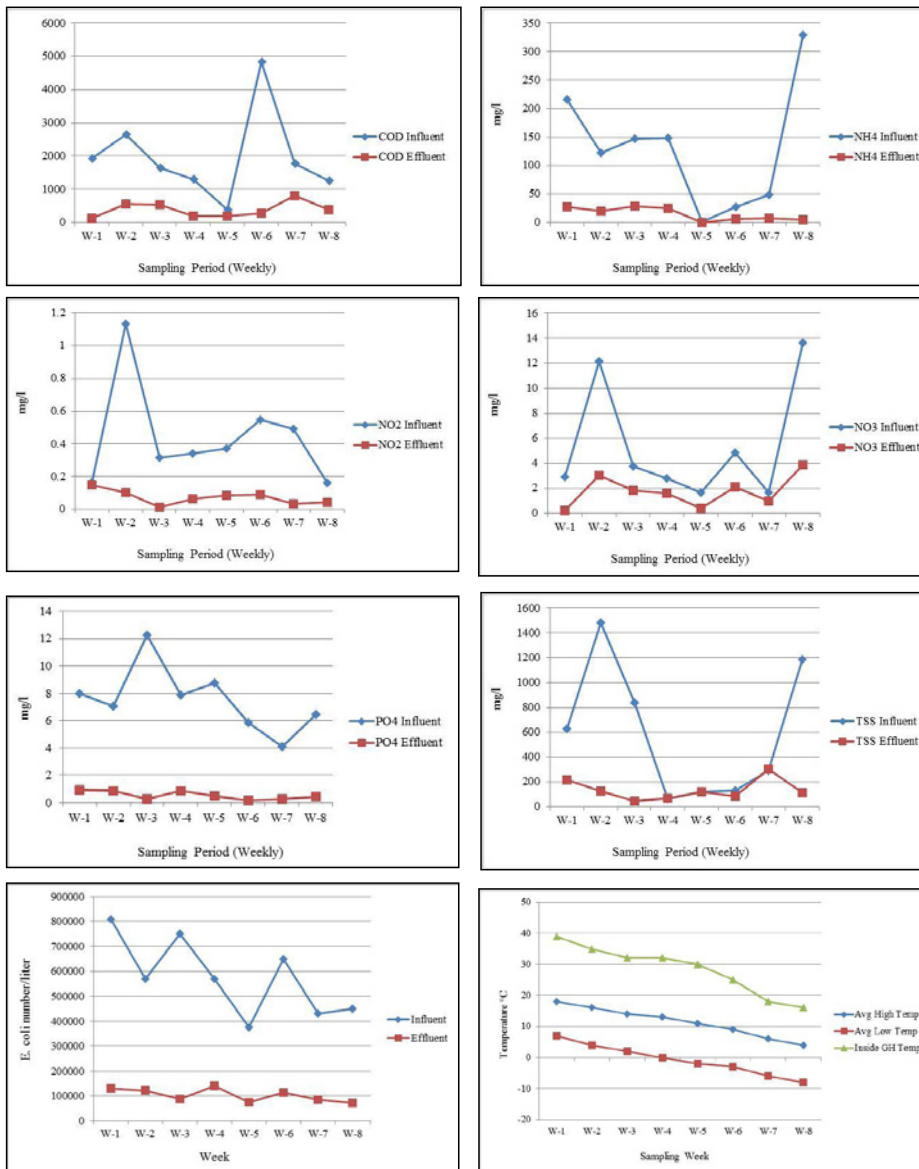 6000
5000
4000
3000
2000
1000
0
W-1 W-2 W-3 W-4 W-5 W-6 W-7 W-8
Sampling Period (Weekly)
COD Influent
COD Effluent
mg/l
350
300
250
200
150
100
50
0
W-1 W-2 W-3 W-4 W-5 W-6 W-7 W-8
Sampling Period (Weekly)
NH4 Influent
NH4 Effluent
mg/l
1.2
1
0.8
0.6
0.4
0.2
0
W-1 W-2 W-3 W-4 W-5 W-6 W-7 W-8
Sampling Period (Weekly)
NO2 Influent
NO2 Effluent
mg/l
16
14
12
10
8
6
4
2
0
W-1 W-2 W-3 W-4 W-5 W-6 W-7 W-8
Sampling Period (Weekly)
NO3 Influent
NO3 Effluent
mg/l
14
12
10
8
6
4
2
0
W-1 W-2 W-3 W-4 W-5 W-6 W-7 W-8
Sampling Period (Weekly)
PO4 Influent
PO4 Effluent
mg/l
1600
1400
1200
1000
800
600
400
200
0
W-1 W-2 W-3 W-4 W-5 W-6 W-7 W-8
Sampling Period (Weekly)
TSS Influent
TSS Effluent
E. coli number/liter
900000
800000
700000
600000
500000
400000
300000
200000
100000
0
W-1 W-2 W-3 W-4 W-5 W-6 W-7 W-8
Week
Influent
Effluent
Temperature °C
50
40
30
20
10
0
-10
-20
W-1 W-2 W-3 W-4 W-5 W-6 W-7 W-8
Sampling Week
Avg High Temp
Avg Low Temp
Inside GH Temp